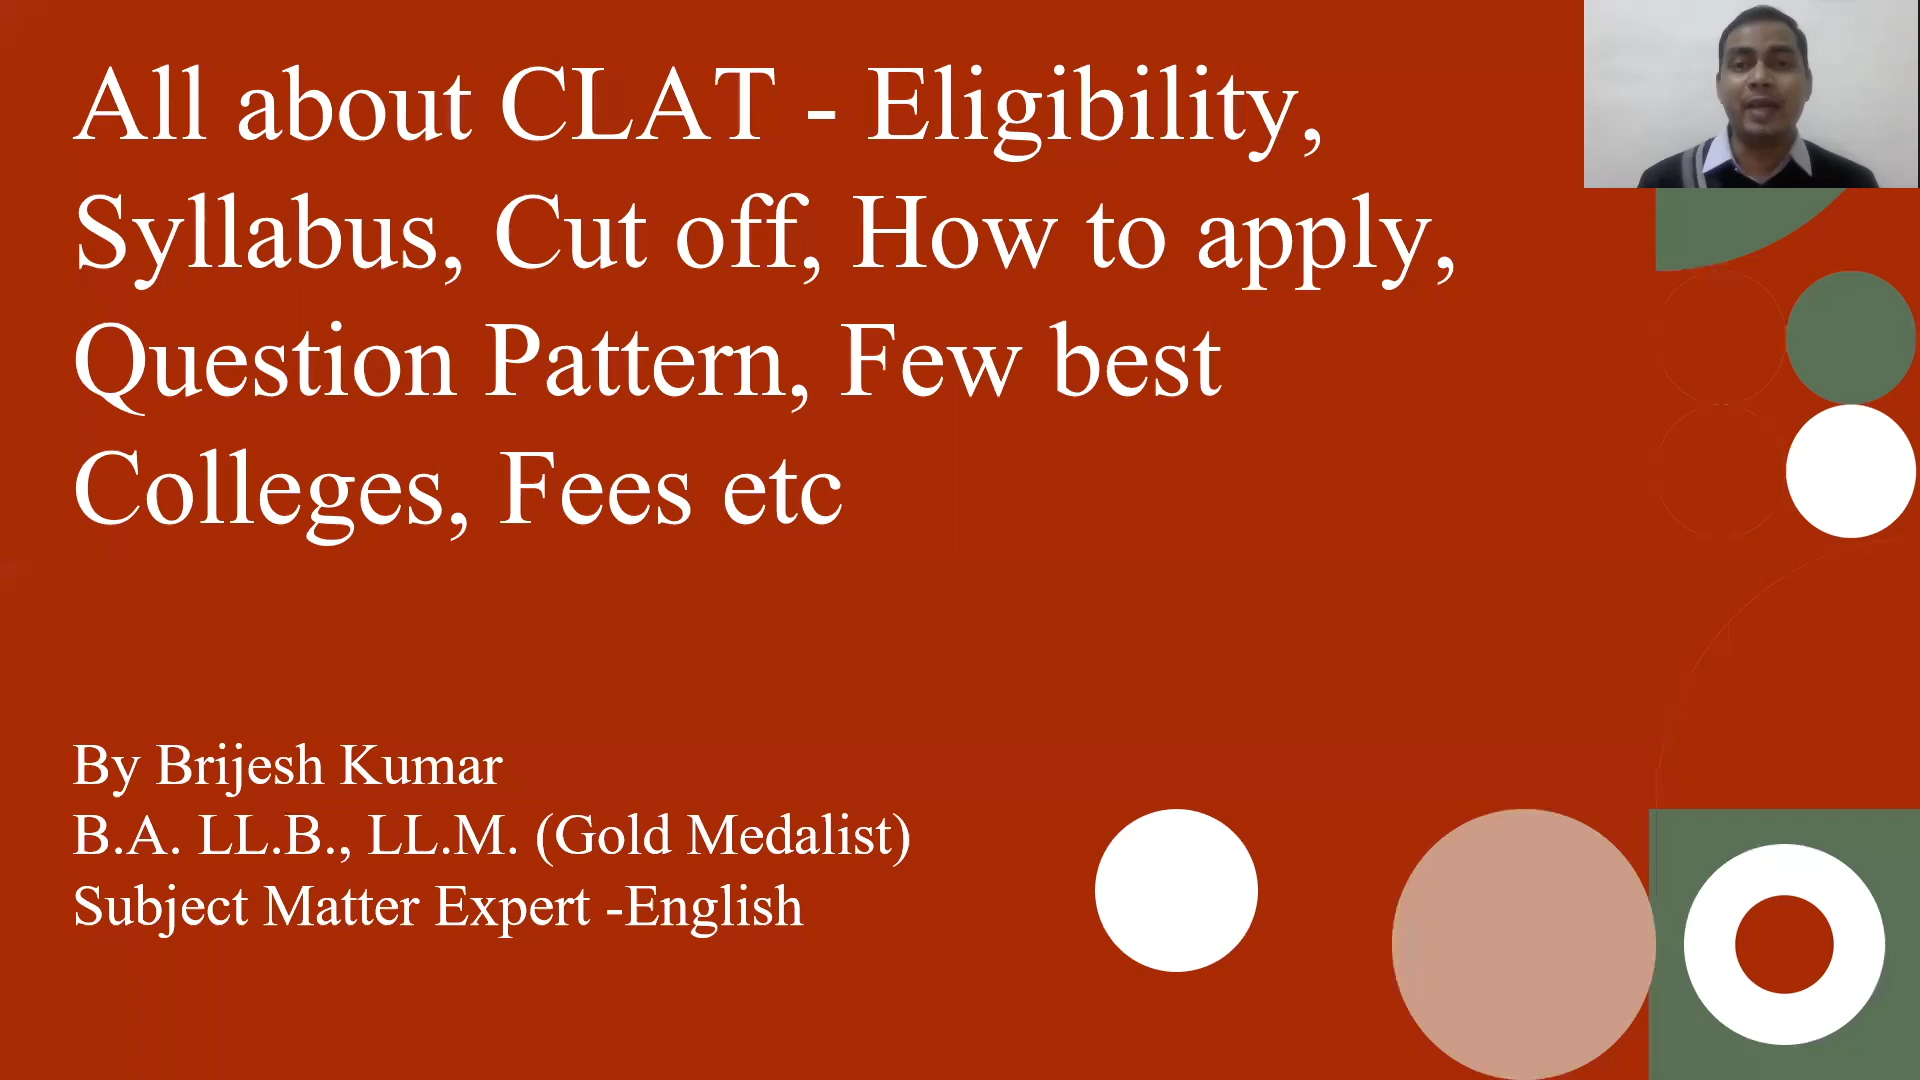 All about CLAT - Eligibility,
Syllabus, Cut off, How to apply,
Question Pattern, Few best
Colleges, Fees etc
By Brijesh Kumar
B.A. LL.B., LL.M. (Gold Medalist)
Subject Matter Expert -English